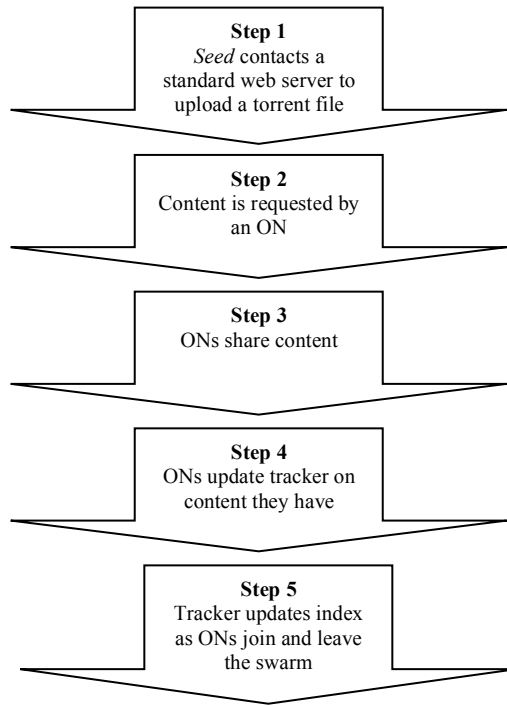 Step 1
Seed contacts a
standard web server to
upload a torrent file
Step 2
Content is requested by
an ON
Step 3
ONs share content
Step 4
ONs update tracker on
content they have
Step 5
Tracker updates index
as ONs join and leave
the swarm